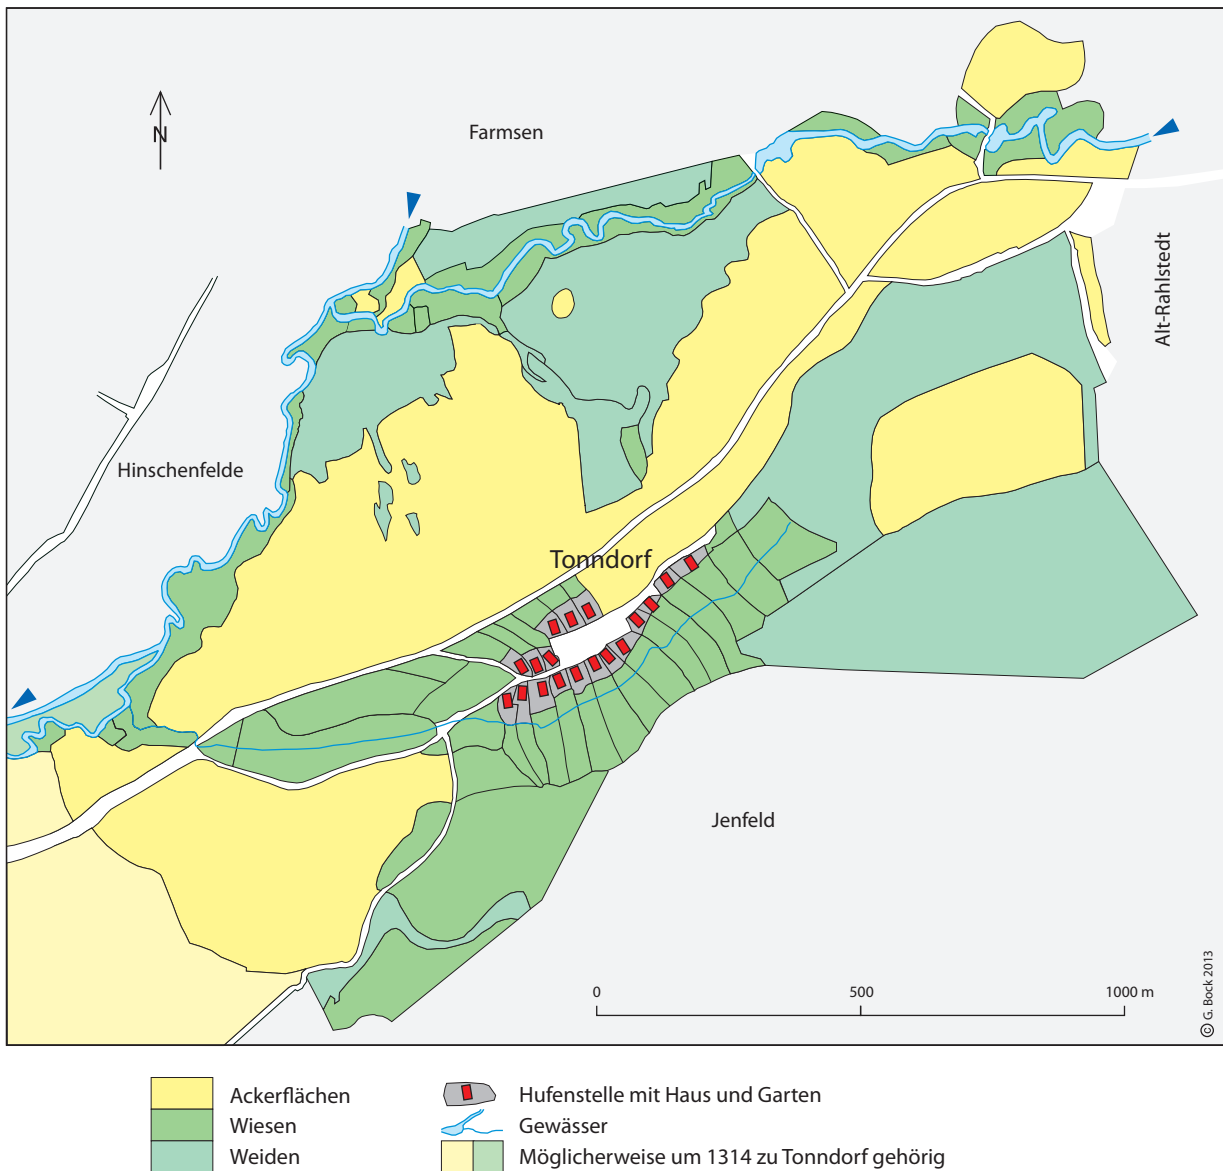 N
Farmsen
Alt-Rahlstedt
Hinschenfelde
Tonndorf
Jenfeld
0 500 1000 m
© G. Bock 2013
Ackerflächen
Wiesen
Weiden
Hufenstelle mit Haus und Garten
Gewässer
Möglicherweise um 1314 zu Tonndorf gehörig